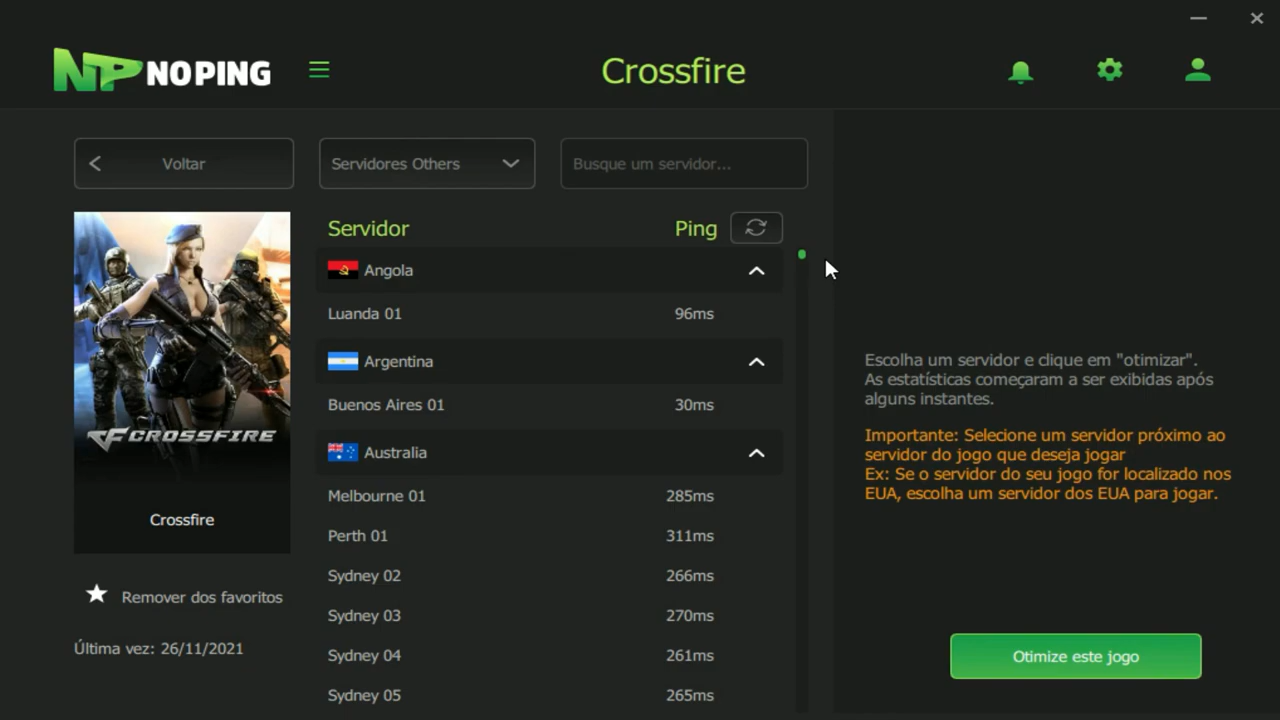 NP NOPING
Crossfire
Voltar
Servidores Others
Busque um servidor...
CROSSFIRE
Crossfire
Remover dos favoritos
Última vez: 26/11/2021
Servidor Ping
Angola
Luanda 01 96ms
Argentina
Buenos Aires 01 30ms
Australia
Melbourne 01 285ms
Perth 01 311ms
Sydney 02 266ms
Sydney 03 270ms
Sydney 04 261ms
Sydney 05 265ms
Escolha um servidor e clique em "otimizar".
As estatísticas começaram a ser exibidas após
alguns instantes.
Importante: Selecione um servidor próximo ao
servidor do jogo que deseja jogar
Ex: Se o servidor do seu jogo for localizado nos
EUA, escolha um servidor dos EUA para jogar.
Otimize este jogo